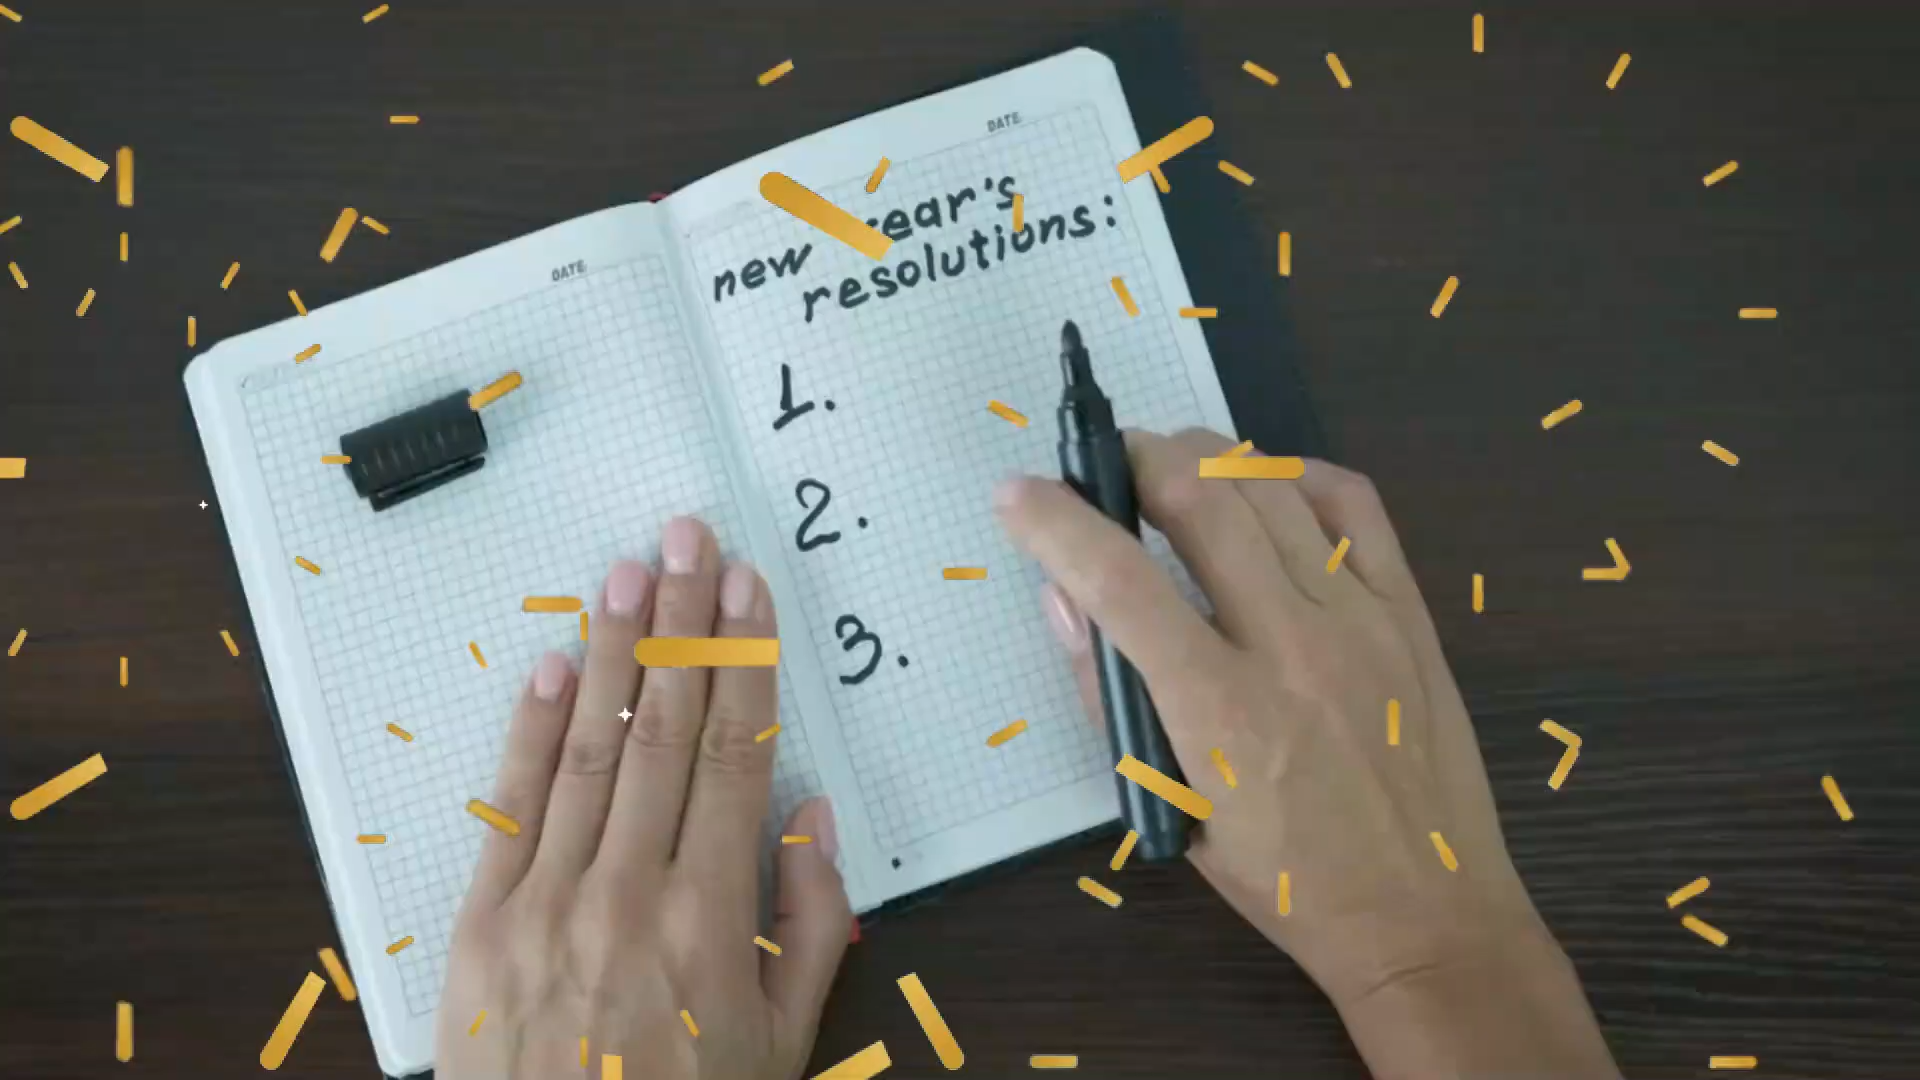 DATE:
DATE:
new year's
resolutions:
1.
2.
3.